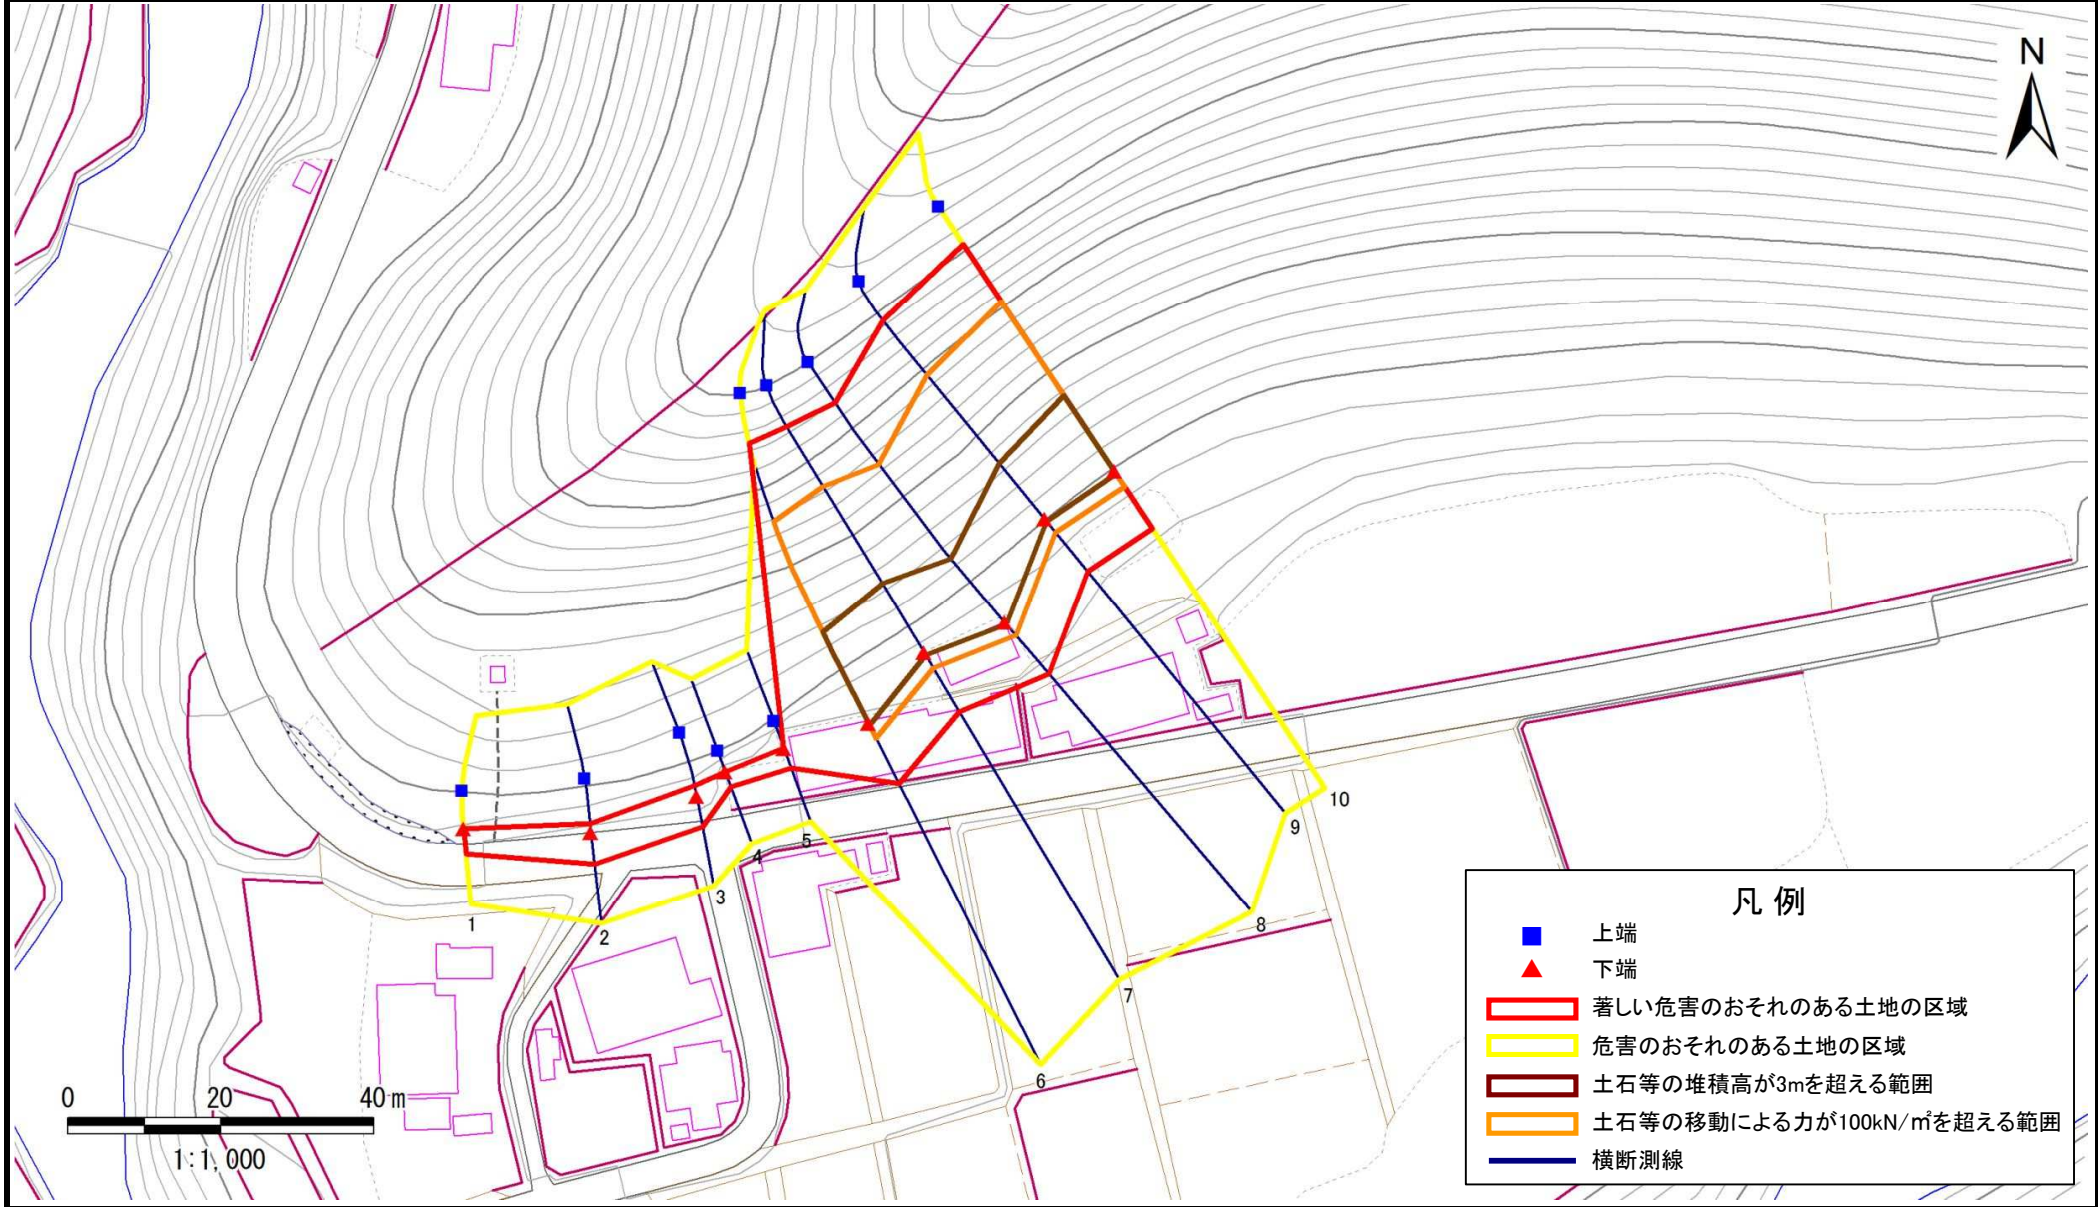 N
1
2
3
4
5
6
7
8
9
10
0 20 40 m
1:1,000
凡 例
上端
下端
著しい危害のおそれのある土地の区域
危害のおそれのある土地の区域
土石等の堆積高が3mを超える範囲
土石等の移動による力が100kN/㎡を超える範囲
横断測線